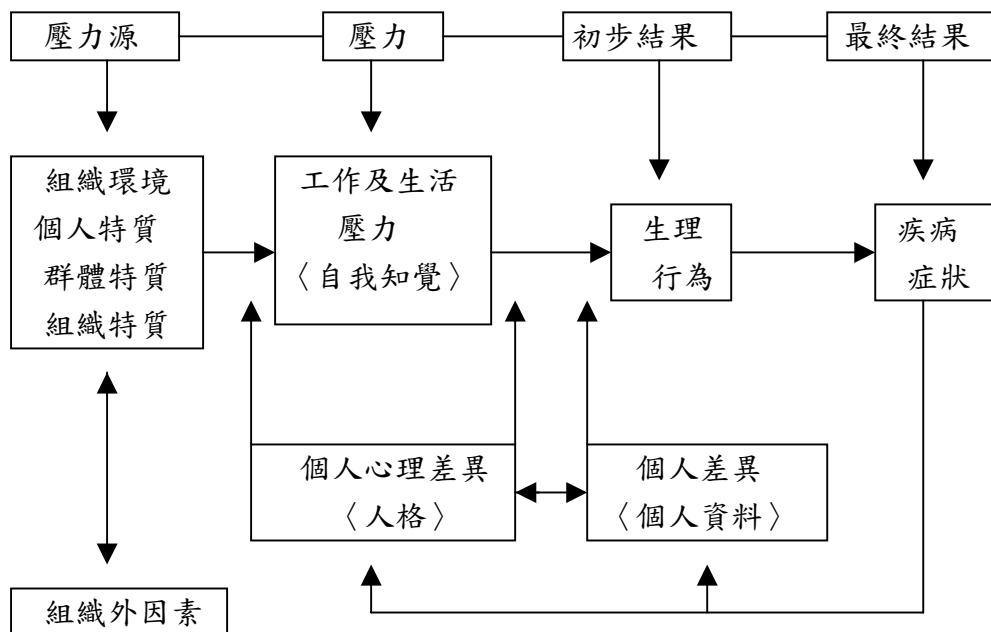 壓力源
壓力
初步結果
最終結果
組織環境
個人特質
群體特質
組織特質
工作及生活
壓力
〈自我知覺〉
生理
行為
疾病
症狀
個人心理差異
〈人格〉
個人差異
〈個人資料〉
組織外因素